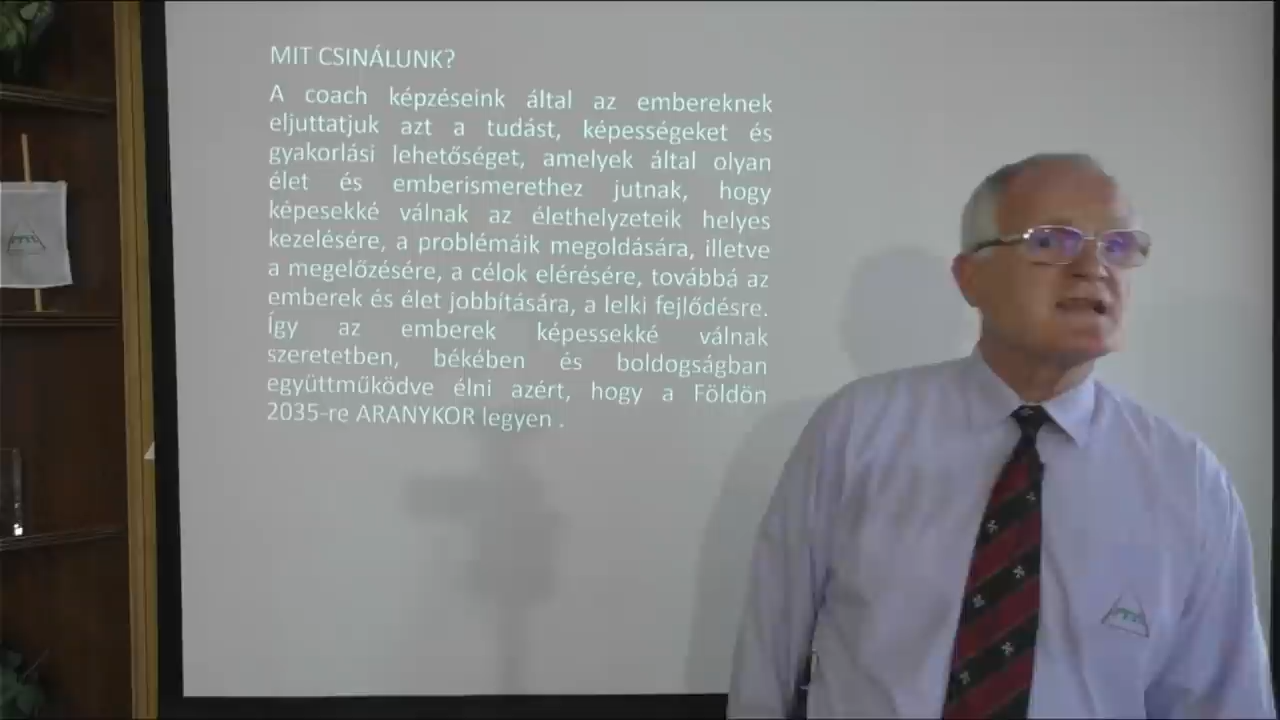 MIT CSINÁLUNK?
A coach képzéseink által az embereknek
eljuttatjuk azt a tudást, képességeket és
gyakorlási lehetőséget, amelyek által olyan
élet és emberismerethez jutnak, hogy
képesekké válnak az élethelyzeteik helyes
kezelésére, a problémáik megoldására, illetve
a megelőzésére, a célok elérésére, továbbá az
emberek és élet jobbítására, a lelki fejlődésre.
Így az emberek képessekké válnak
szeretetben, békében és boldogságban
együttműködve élni azért, hogy a Földön
2035-re ARANYKOR legyen .